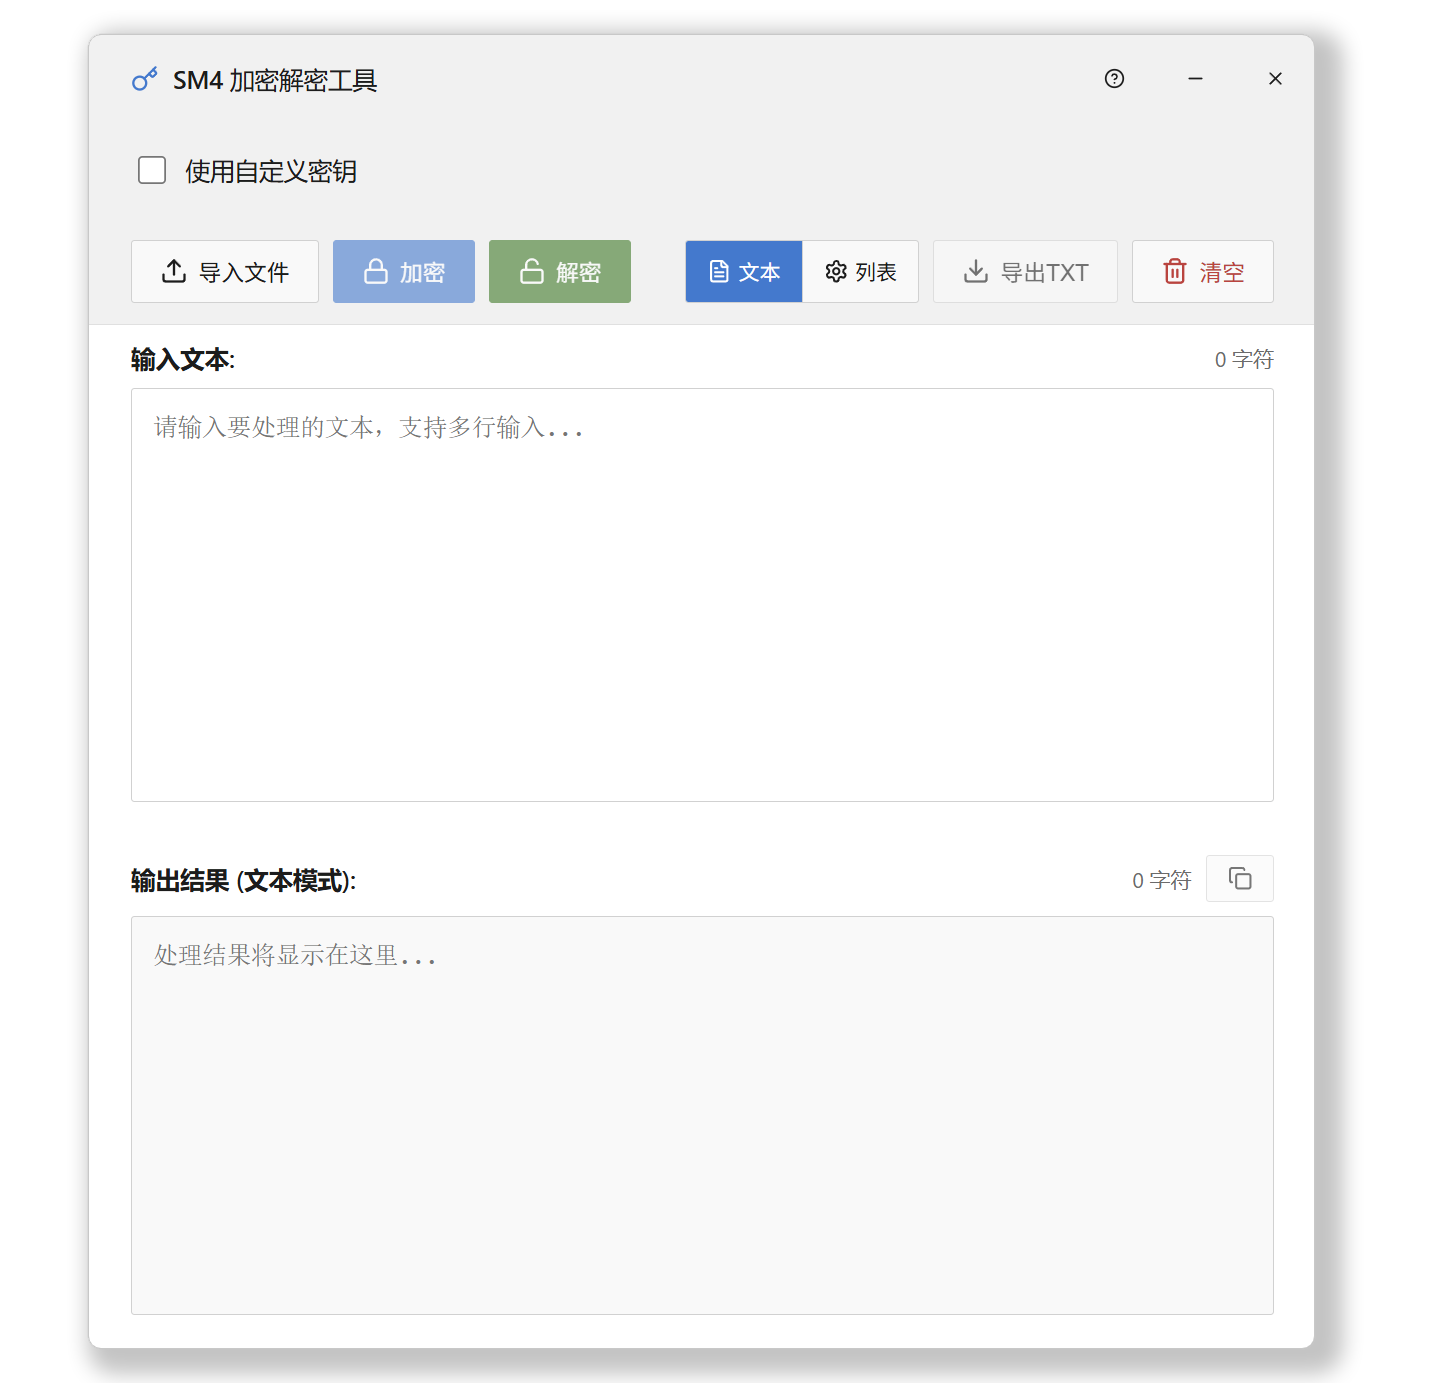 SM4 加密解密工具
使用自定义密钥
导入文件 加密 解密 文本 列表 导出TXT 清空
输入文本: 0 字符
请输入要处理的文本，支持多行输入...
输出结果 (文本模式): 0 字符
处理结果将显示在这里...